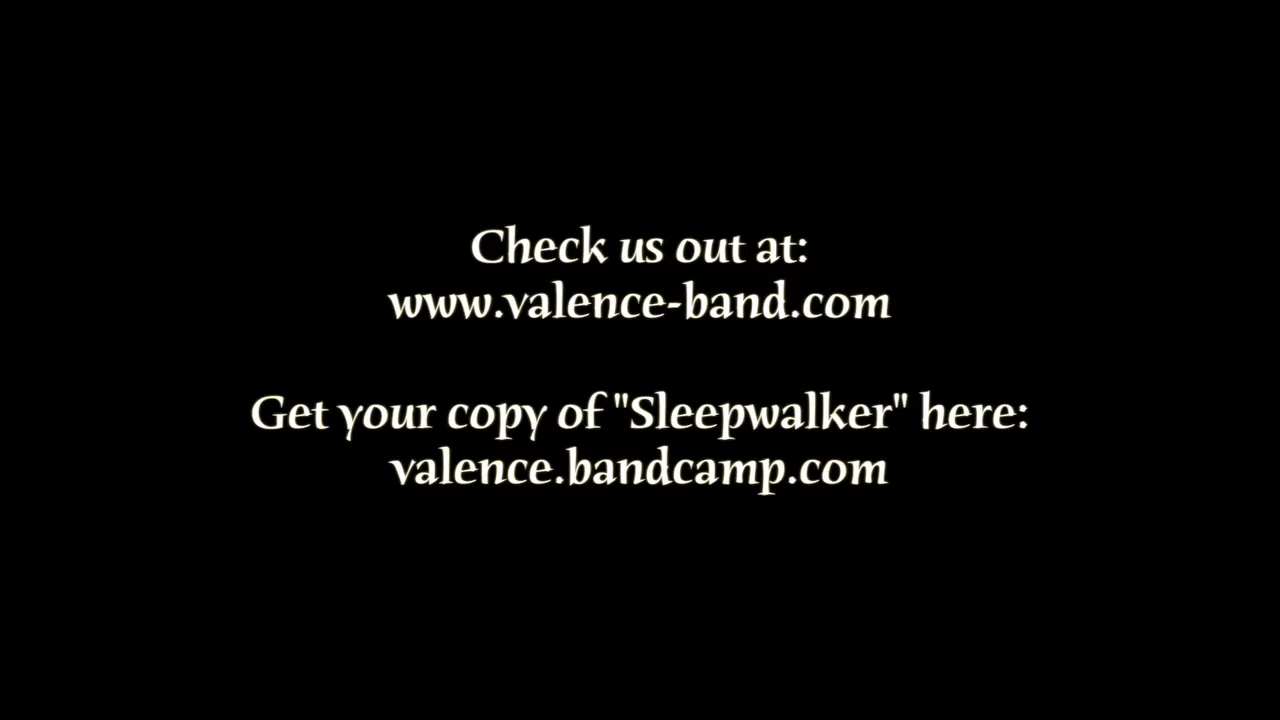 Check us out at:
www.valence-band.com
Get your copy of "Sleepwalker" here:
valence.bandcamp.com